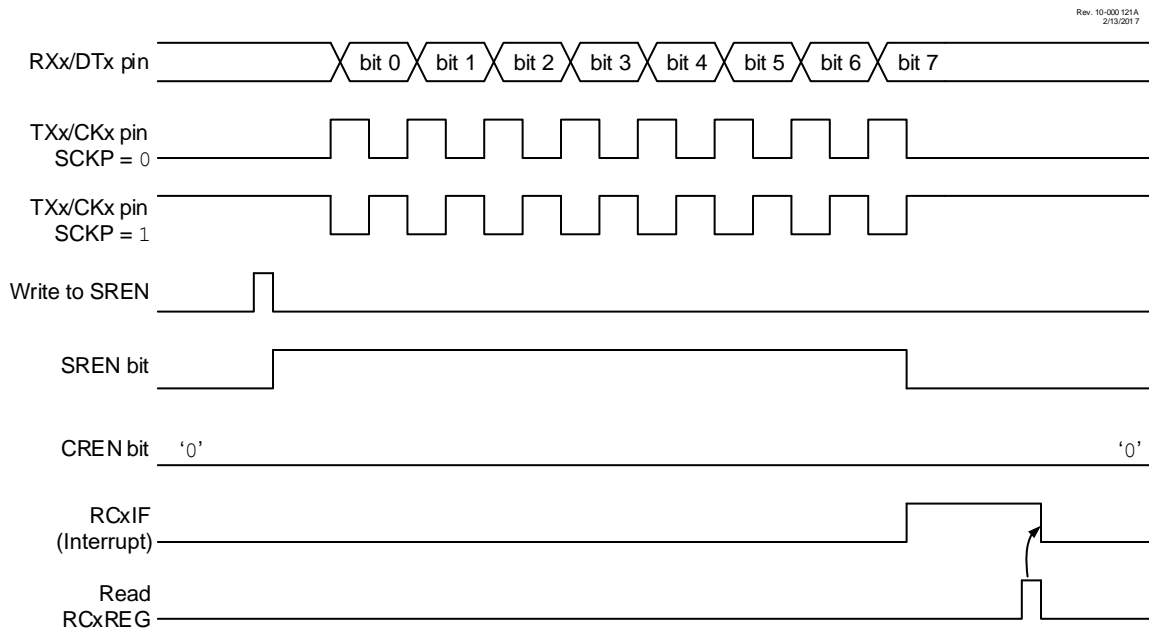 Rev. 10-000121A
2/13/2017
RXx/DTx pin
bit 0 bit 1 bit 2 bit 3 bit 4 bit 5 bit 6 bit 7
TXx/CKx pin
SCKP = 0
TXx/CKx pin
SCKP = 1
Write to SREN
SREN bit
CREN bit ‘0’ ‘0’
RCxIF
(Interrupt)
Read
RCxREG